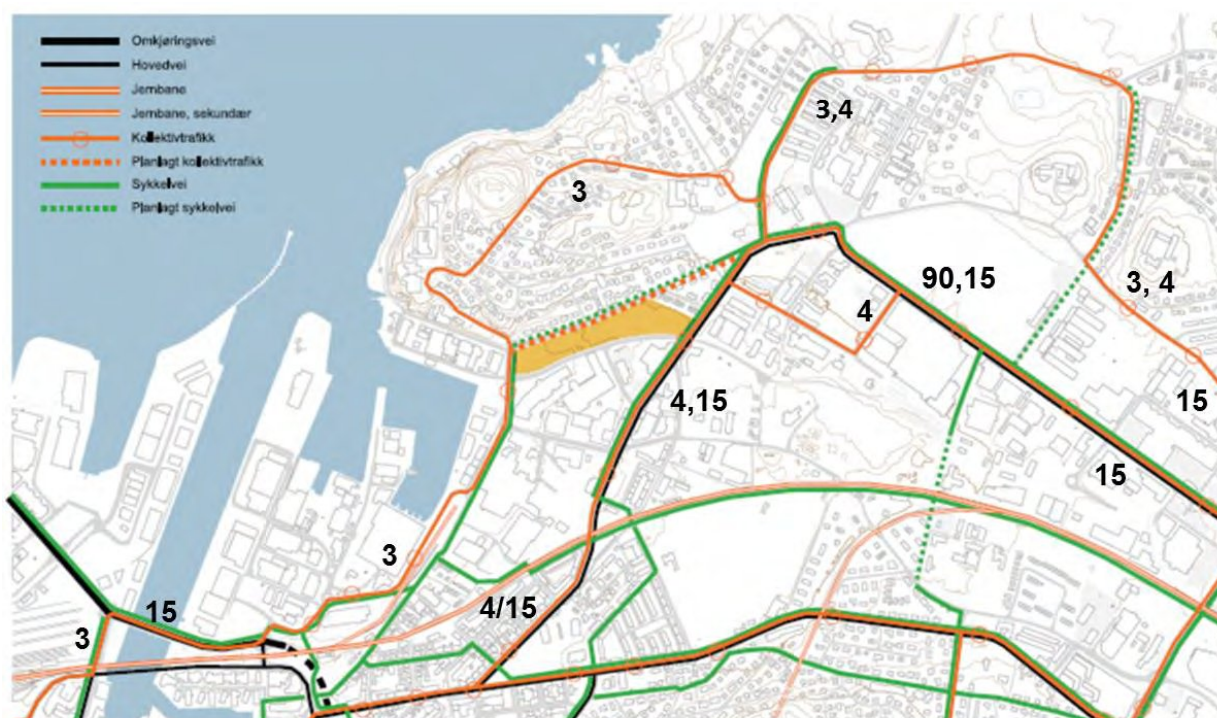 Omkjøringsvei
Hovedvei
Jernbane
Jernbane, sekundær
Kollektivtrafikk
Planlagt kollektivtrafikk
Sykkelvei
Planlagt sykkelvei
3,4
3
90,15
3, 4
4
4,15
15
15
3
4/15
15
3